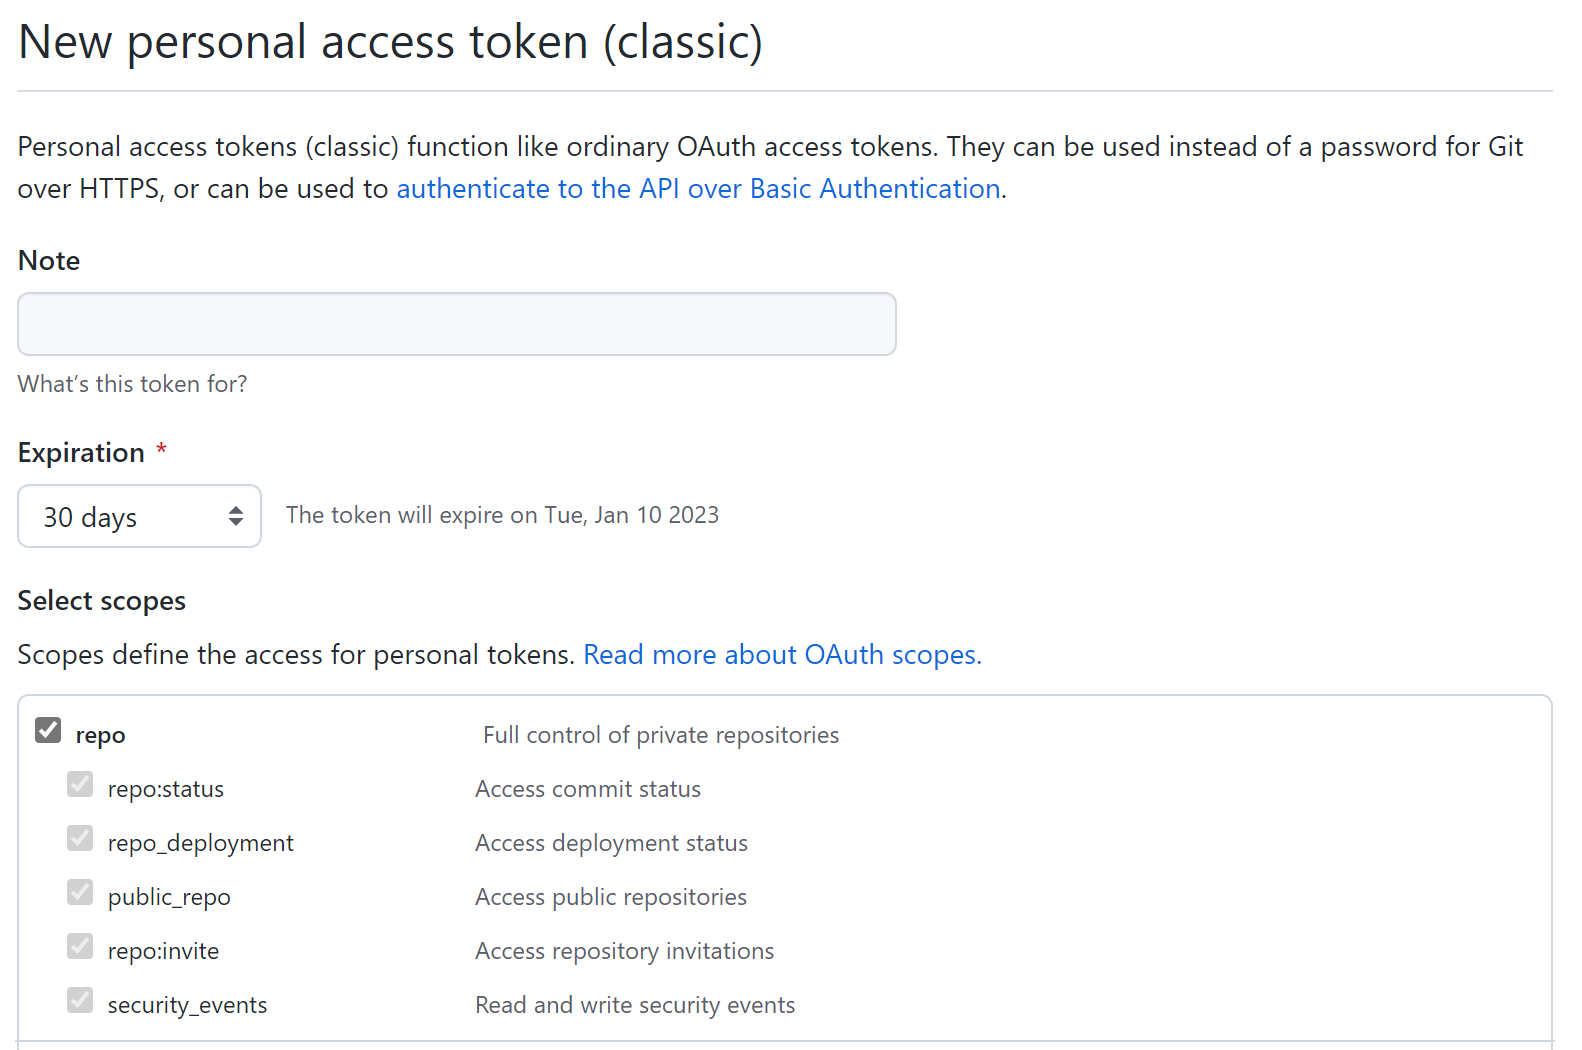 New personal access token (classic)
Personal access tokens (classic) function like ordinary OAuth access tokens. They can be used instead of a password for Git
over HTTPS, or can be used to authenticate to the API over Basic Authentication.
Note
What's this token for?
Expiration *
30 days The token will expire on Tue, Jan 10 2023
Select scopes
Scopes define the access for personal tokens. Read more about OAuth scopes.
repo Full control of private repositories
repo:status Access commit status
repo_deployment Access deployment status
public_repo Access public repositories
repo:invite Access repository invitations
security_events Read and write security events